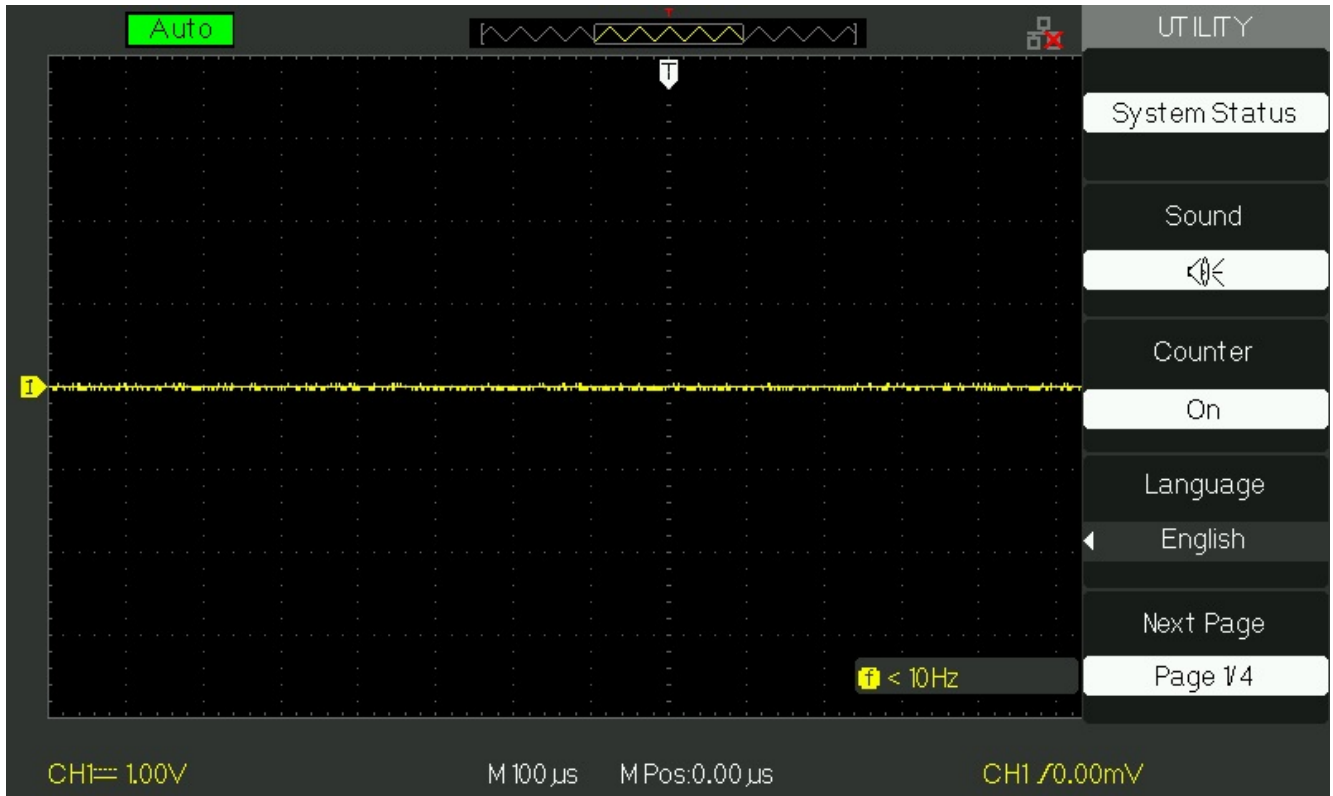 Auto
T
UTILITY
T
System Status
Sound
Counter
1
On
Language
English
Next Page
f < 10Hz
Page 1/4
CH1 1.00V
M 100µs
M Pos:0.00µs
CH1 0.00mV